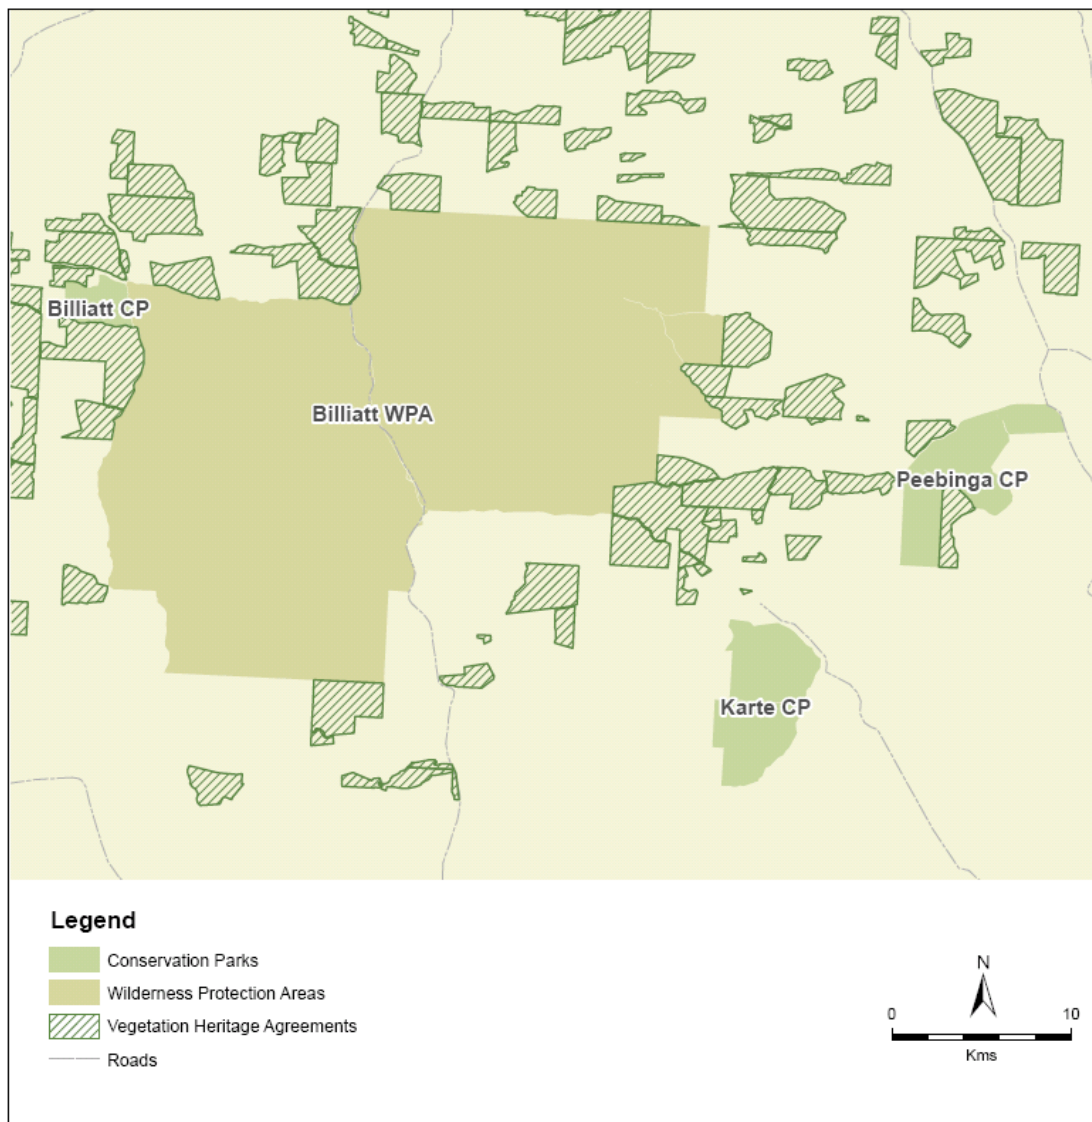 Billiatt CP
Billiatt WPA
Peebinga CP
Karte CP
Legend
Conservation Parks
Wilderness Protection Areas
Vegetation Heritage Agreements
Roads
N
0 10
Kms